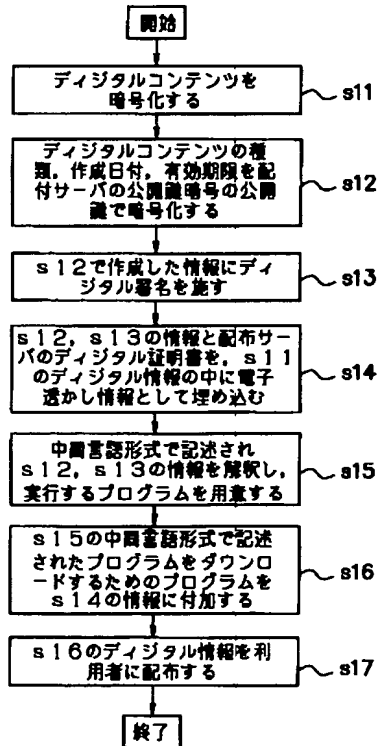 開始
ディジタルコンテンツを
暗号化する
s11
ディジタルコンテンツの種
類，作成日付，有効期限を配
付サーバの公開鍵暗号の公開
鍵で暗号化する
s12
s12で作成した情報にディ
ジタル署名を施す
s13
s12，s13の情報と配布サー
バのディジタル証明書を，s11
のディジタル情報の中に電子
透かし情報として埋め込む
s14
中間言語形式で記述され
s12，s13の情報を解釈し，
実行するプログラムを用意する
s15
s15の中間言語形式で記述
されたプログラムをダウンロ
ードするためのプログラムを
s14の情報に付加する
s16
s16のディジタル情報を利
用者に配布する
s17
終了